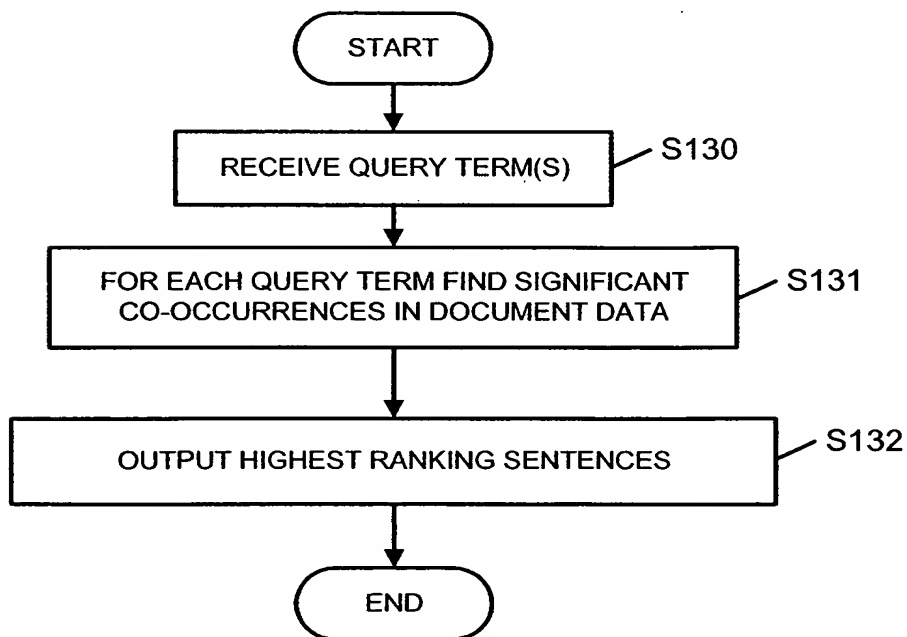 START
RECEIVE QUERY TERM(S)
S130
FOR EACH QUERY TERM FIND SIGNIFICANT
CO-OCCURRENCES IN DOCUMENT DATA
S131
OUTPUT HIGHEST RANKING SENTENCES
S132
END